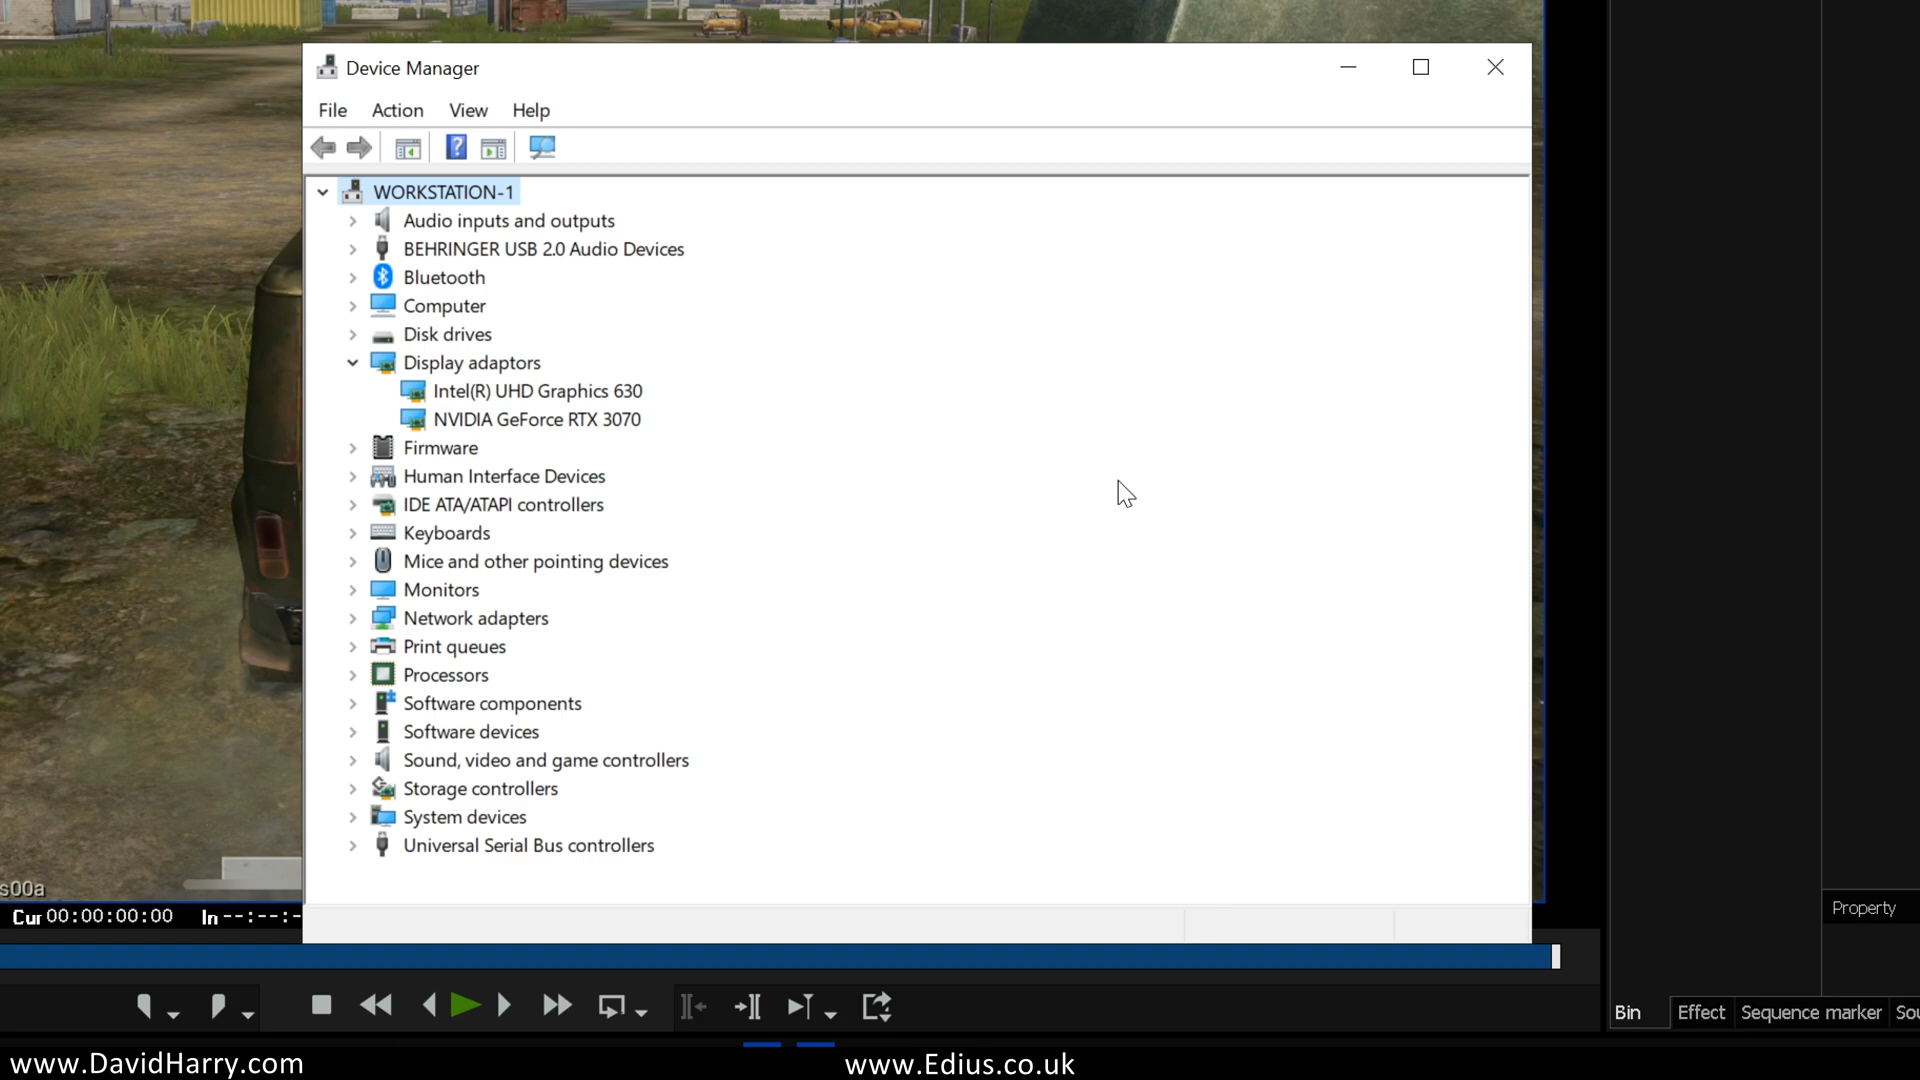 Device Manager
File Action View Help
WORKSTATION-1
Audio inputs and outputs
BEHRINGER USB 2.0 Audio Devices
Bluetooth
Computer
Disk drives
Display adaptors
Intel(R) UHD Graphics 630
NVIDIA GeForce RTX 3070
Firmware
Human Interface Devices
IDE ATA/ATAPI controllers
Keyboards
Mice and other pointing devices
Monitors
Network adapters
Print queues
Processors
Software components
Software devices
Sound, video and game controllers
Storage controllers
System devices
Universal Serial Bus controllers
s00a
Cur 00:00:00:00 In --:--:-
Property
Bin Effect Sequence marker Sou
www.DavidHarry.com www.Edius.co.uk